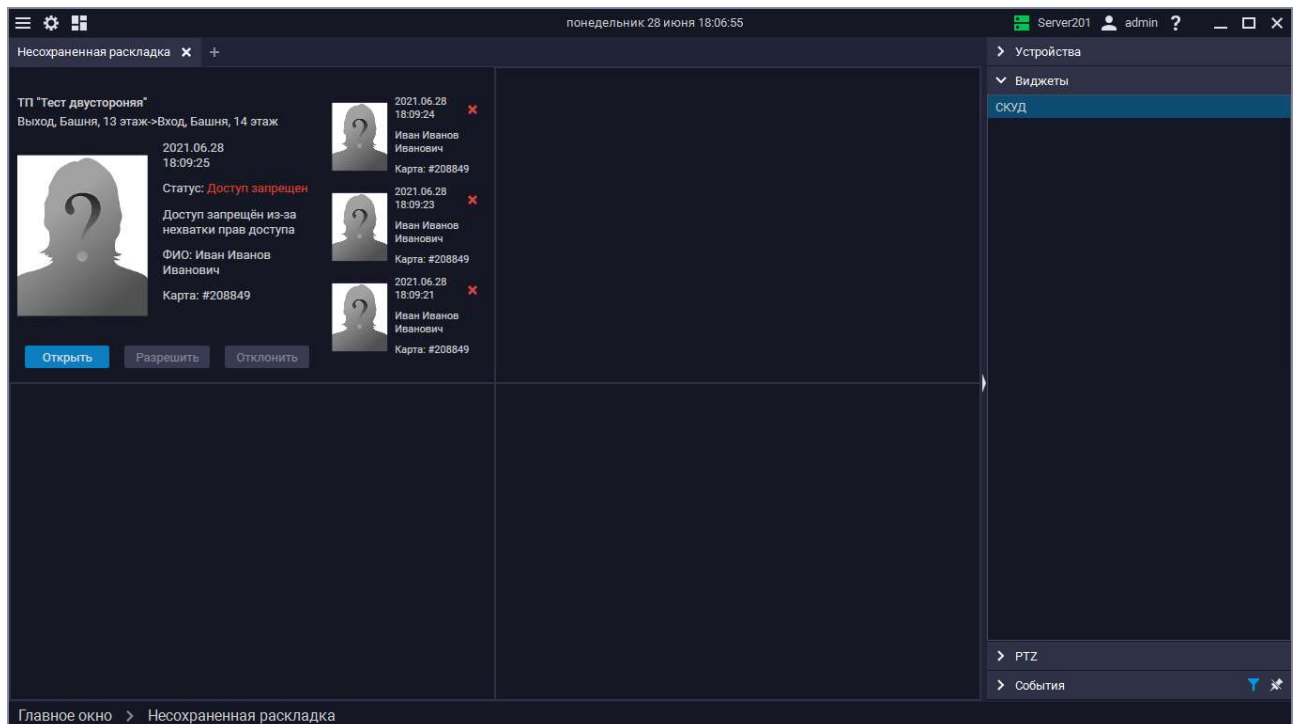 понедельник 28 июня 18:06:55
Server201 admin ?
Несохраненная раскладка
ТП "Тест двустороняя"
Выход, Башня, 13 этаж->Вход, Башня, 14 этаж
2021.06.28
18:09:25
Статус: Доступ запрещен
Доступ запрещён из-за
нехватки прав доступа
ФИО: Иван Иванов
Иванович
Карта: #208849
Открыть
Разрешить
Отклонить
2021.06.28
18:09:24
Иван Иванов
Иванович
Карта: #208849
2021.06.28
18:09:23
Иван Иванов
Иванович
Карта: #208849
2021.06.28
18:09:21
Иван Иванов
Иванович
Карта: #208849
Устройства
Виджеты
СКУД
PTZ
События
Главное окно > Несохраненная раскладка